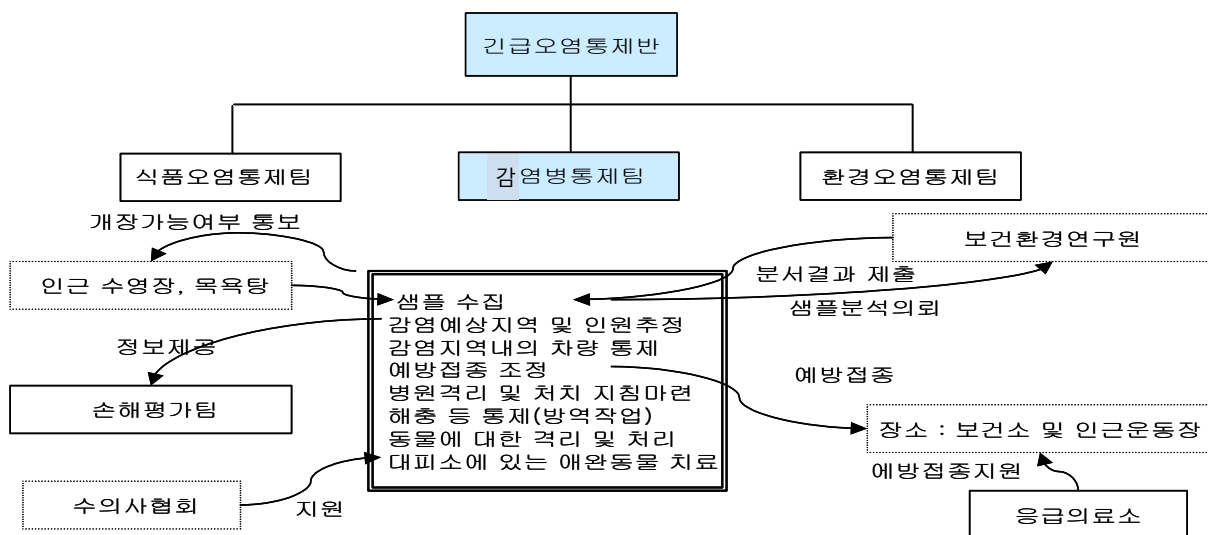 긴급오염통제반
식품오염통제팀
감염병통제팀
환경오염통제팀
개장가능여부 통보
보건환경연구원
인근 수영장, 목욕탕
분서결과 제출
샘플분석의뢰
샘플 수집
감염예상지역 및 인원추정
감염지역내의 차량 통제
예방접종 조정
병원격리 및 처치 지침마련
해충 등 통제(방역작업)
동물에 대한 격리 및 처리
대피소에 있는 애완동물 치료
정보제공
손해평가팀
예방접종
장소 : 보건소 및 인근운동장
에방접종지원
수의사협회
지원
응급의료소